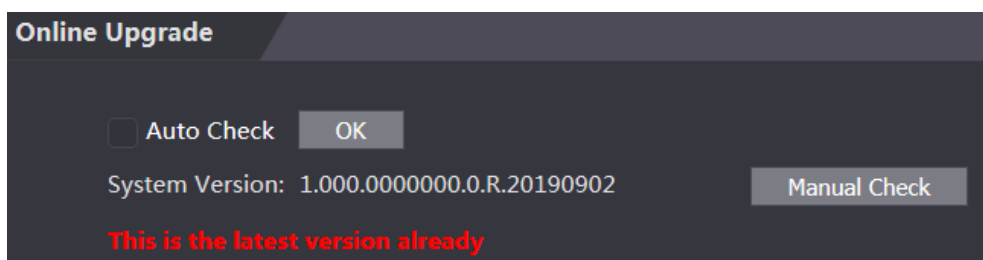 Online Upgrade
Auto Check OK
System Version: 1.000.0000000.0.R.20190902 Manual Check
This is the latest version already